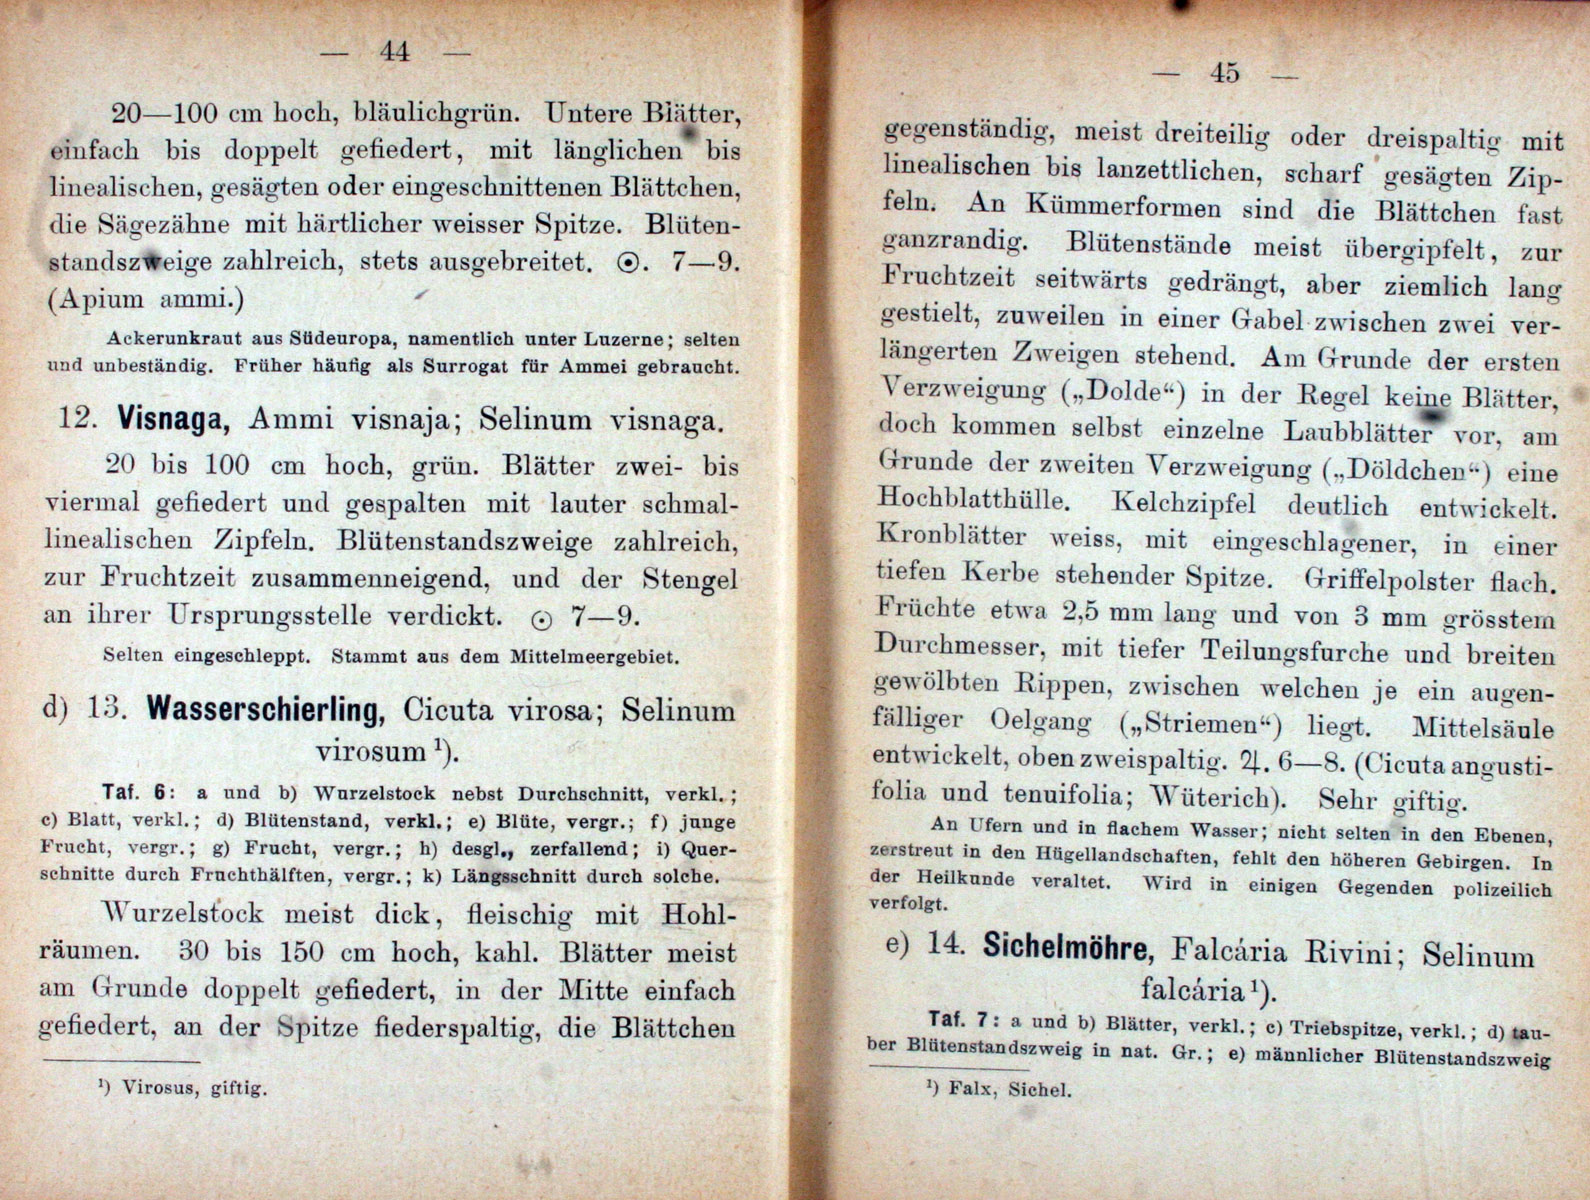 — 44 —
20—100 cm hoch, bläulichgrün. Untere Blätter,
einfach bis doppelt gefiedert, mit länglichen bis
linealischen, gesägten oder eingeschnittenen Blättchen,
die Sägezähne mit härtlicher weisser Spitze. Blüten-
standszweige zahlreich, stets ausgebreitet. ⊙. 7—9.
(Apium ammi.)
Ackerunkraut aus Südeuropa, namentlich unter Luzerne; selten
und unbeständig. Früher häufig als Surrogat für Ammei gebraucht.
12. Visnaga, Ammi visnaja; Selinum visnaga.
20 bis 100 cm hoch, grün. Blätter zwei- bis
viermal gefiedert und gespalten mit lauter schmal-
linealischen Zipfeln. Blütenstandszweige zahlreich,
zur Fruchtzeit zusammenneigend, und der Stengel
an ihrer Ursprungsstelle verdickt. ⊙ 7—9.
Selten eingeschleppt. Stammt aus dem Mittelmeergebiet.
d) 13. Wasserschierling, Cicuta virosa; Selinum
virosum ¹).
Taf. 6: a und b) Wurzelstock nebst Durchschnitt, verkl.;
c) Blatt, verkl.; d) Blütenstand, verkl.; e) Blüte, vergr.; f) junge
Frucht, vergr.; g) Frucht, vergr.; h) desgl., zerfallend; i) Quer-
schnitte durch Fruchthälften, vergr.; k) Längsschnitt durch solche.
Wurzelstock meist dick, fleischig mit Hohl-
räumen. 30 bis 150 cm hoch, kahl. Blätter meist
am Grunde doppelt gefiedert, in der Mitte einfach
gefiedert, an der Spitze fiederspaltig, die Blättchen
¹) Virosus, giftig.
— 45 —
gegenständig, meist dreiteilig oder dreispaltig mit
linealischen bis lanzettlichen, scharf gesägten Zip-
feln. An Kümmerformen sind die Blättchen fast
ganzrandig. Blütenstände meist übergipfelt, zur
Fruchtzeit seitwärts gedrängt, aber ziemlich lang
gestielt, zuweilen in einer Gabel zwischen zwei ver-
längerten Zweigen stehend. Am Grunde der ersten
Verzweigung („Dolde“) in der Regel keine Blätter,
doch kommen selbst einzelne Laubblätter vor, am
Grunde der zweiten Verzweigung („Döldchen“) eine
Hochblatthülle. Kelchzipfel deutlich entwickelt.
Kronblätter weiss, mit eingeschlagener, in einer
tiefen Kerbe stehender Spitze. Griffelpolster flach.
Früchte etwa 2,5 mm lang und von 3 mm grösstem
Durchmesser, mit tiefer Teilungsfurche und breiten
gewölbten Rippen, zwischen welchen je ein augen-
fälliger Oelgang („Striemen“) liegt. Mittelsäule
entwickelt, oben zweispaltig. ♃. 6—8. (Cicuta angusti-
folia und tenuifolia; Wüterich). Sehr giftig.
An Ufern und in flachem Wasser; nicht selten in den Ebenen,
zerstreut in den Hügellandschaften, fehlt den höheren Gebirgen. In
der Heilkunde veraltet. Wird in einigen Gegenden polizeilich
verfolgt.
e) 14. Sichelmöhre, Falcária Rivini; Selinum
falcária ¹).
Taf. 7: a und b) Blätter, verkl.; c) Triebspitze, verkl.; d) tau-
ber Blütenstandszweig in nat. Gr.; e) männlicher Blütenstandszweig
¹) Falx, Sichel.